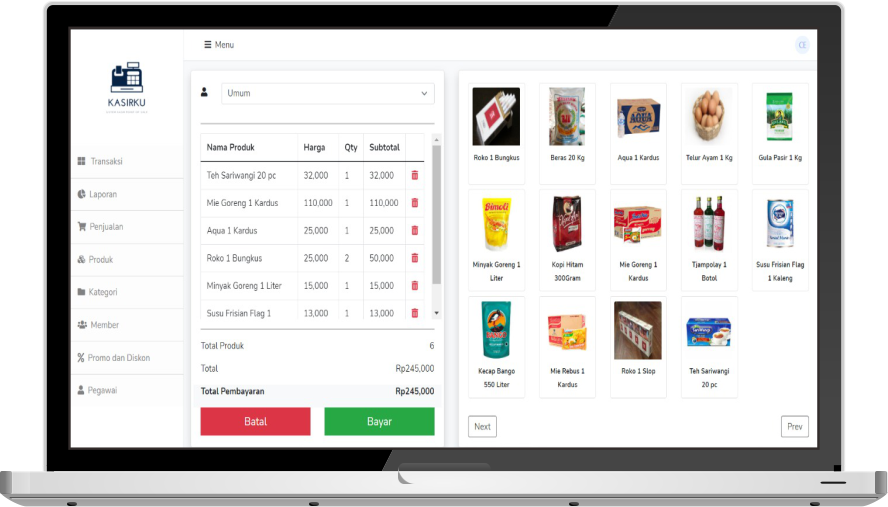 KASIRKU
Transaksi
Laporan
Penjualan
Produk
Kategori
Member
Promo dan Diskon
Pegawai
Menu
CE
Umum
Nama Produk Harga Qty Subtotal
Teh Sariwangi 20 pc 32,000 1 32,000
Mie Goreng 1 Kardus 110,000 1 110,000
Aqua 1 Kardus 25,000 1 25,000
Roko 1 Bungkus 25,000 2 50,000
Minyak Goreng 1 Liter 15,000 1 15,000
Susu Frisian Flag 1 13,000 1 13,000
Total Produk 6
Total Rp245,000
Total Pembayaran Rp245,000
Batal Bayar
AQUA
Roko 1 Bungkus Beras 20 Kg Aqua 1 Kardus Telur Ayam 1 Kg Gula Pasir 1 Kg
Bimoli
Minyak Goreng 1 Kopi Hitam Mie Goreng 1 Tjampolay 1 Susu Frisian Flag
Liter 300Gram Kardus Botol 1 Kaleng
Kecap Bango Mie Rebus 1 Roko 1 Slop Teh Sariwangi
550 Liter Kardus 20 pc
Next Prev